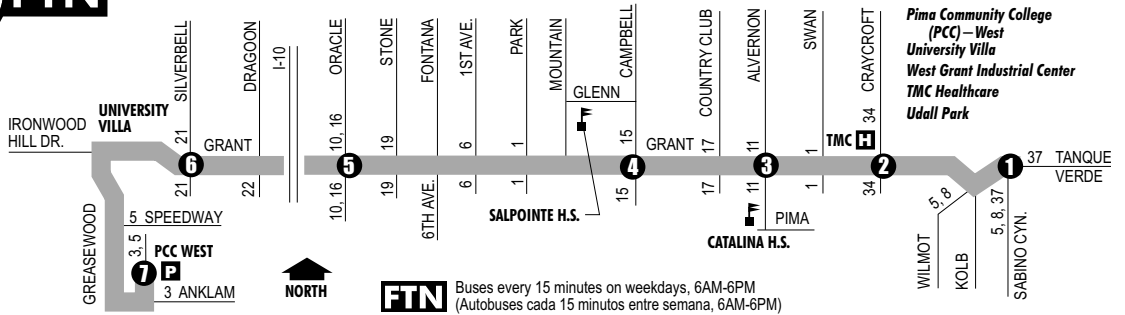 FTN
Pima Community College
(PCC) – West
University Villa
West Grant Industrial Center
TMC Healthcare
Udall Park
SILVERBELL
DRAGOON
I-10
ORACLE
STONE
FONTANA
1ST AVE.
PARK
MOUNTAIN
CAMPBELL
COUNTRY CLUB
ALVERNON
SWAN
CRAYCROFT
GLENN
UNIVERSITY
VILLA
IRONWOOD
HILL DR.
21
GRANT
10, 16
19
6
1
15
GRANT
17
11
1
TMC H
34
6
5
4
3
2
1
37 TANQUE
VERDE
21
22
10, 16
19
6TH AVE.
6
1
SALPOINTE H.S.
15
17
11
1
34
5, 8
5, 8, 37
PIMA
CATALINA H.S.
WILMOT
KOLB
SABINO CYN.
GREASEWOOD
5 SPEEDWAY
3, 5
PCC WEST
7 P
3 ANKLAM
NORTH
FTN Buses every 15 minutes on weekdays, 6AM-6PM
(Autobuses cada 15 minutos entre semana, 6AM-6PM)